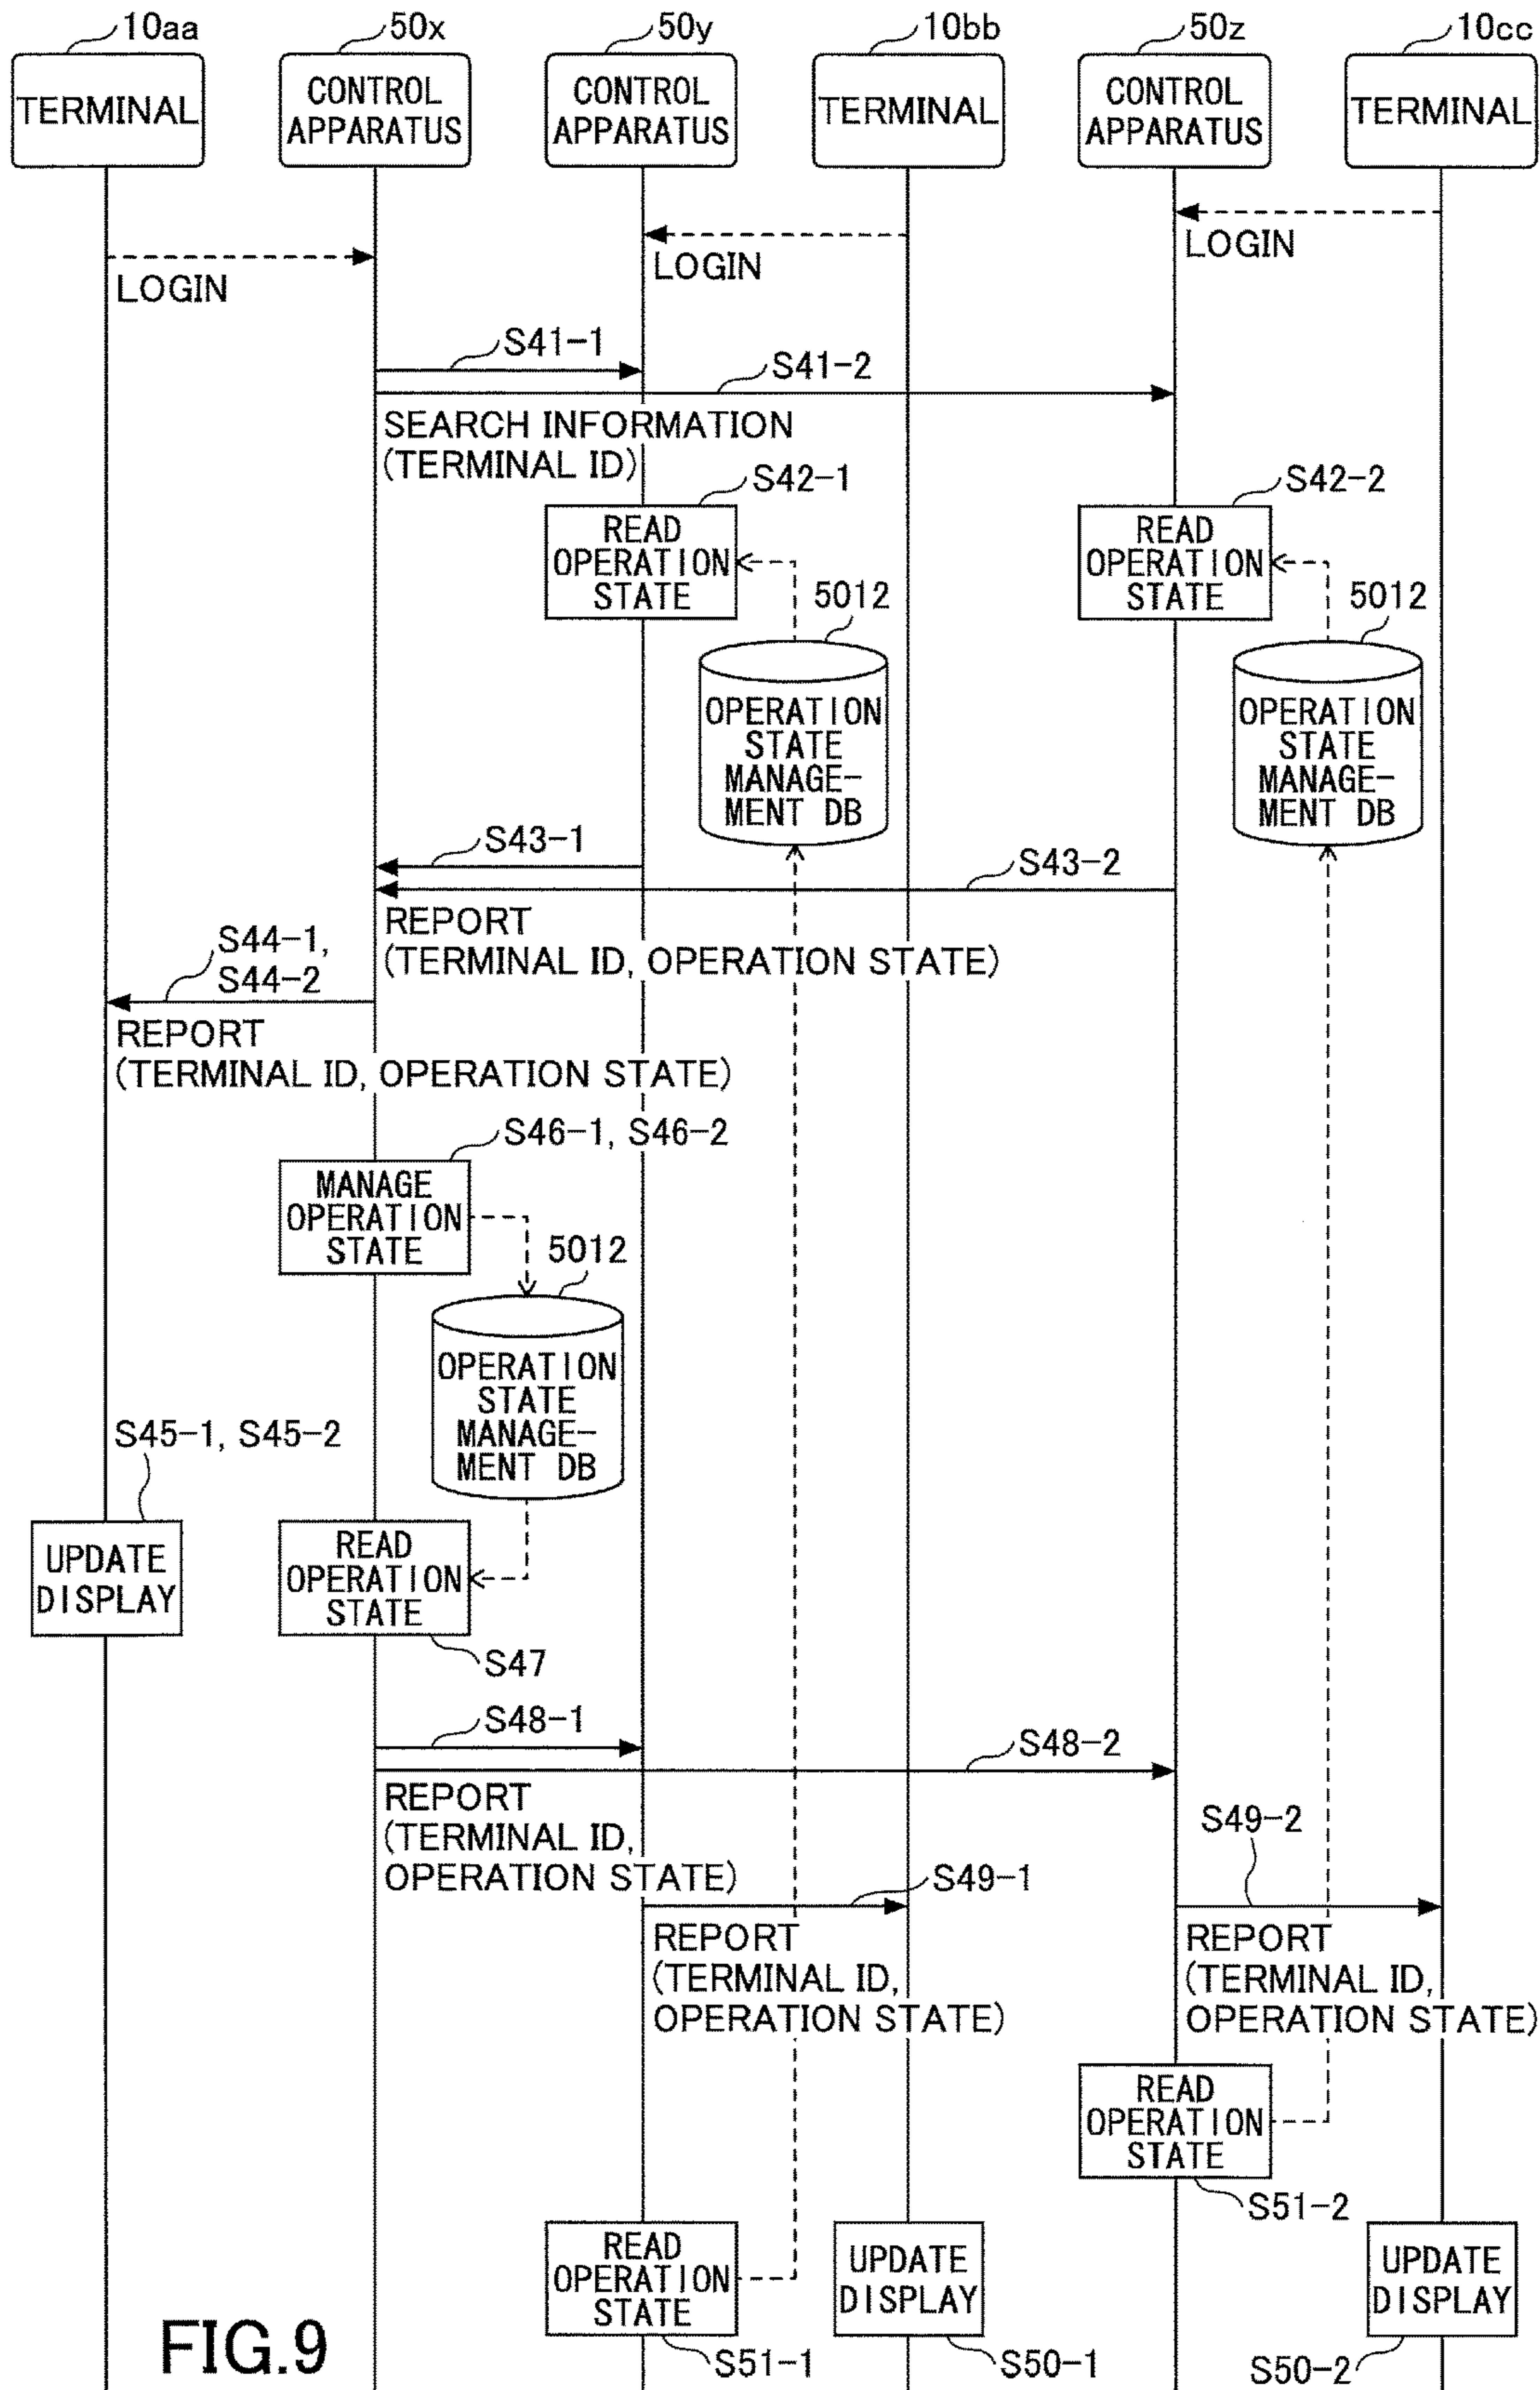 10aa
50x
50y
10bb
50z
10cc
TERMINAL
CONTROL
APPARATUS
CONTROL
APPARATUS
TERMINAL
CONTROL
APPARATUS
TERMINAL
LOGIN
LOGIN
LOGIN
S41-1
S41-2
SEARCH INFORMATION
(TERMINAL ID)
S42-1
S42-2
READ
OPERATION
STATE
READ
OPERATION
STATE
5012
5012
OPERATION
STATE
MANAGE-
MENT DB
OPERATION
STATE
MANAGE-
MENT DB
S43-1
S43-2
REPORT
(TERMINAL ID, OPERATION STATE)
S44-1,
S44-2
REPORT
(TERMINAL ID, OPERATION STATE)
S46-1, S46-2
MANAGE
OPERATION
STATE
5012
OPERATION
STATE
MANAGE-
MENT DB
S45-1, S45-2
UPDATE
DISPLAY
READ
OPERATION
STATE
S47
S48-1
S48-2
REPORT
(TERMINAL ID,
OPERATION STATE)
S49-1
S49-2
REPORT
(TERMINAL ID,
OPERATION STATE)
REPORT
(TERMINAL ID,
OPERATION STATE)
READ
OPERATION
STATE
S51-2
READ
OPERATION
STATE
S51-1
UPDATE
DISPLAY
S50-1
UPDATE
DISPLAY
S50-2
FIG.9